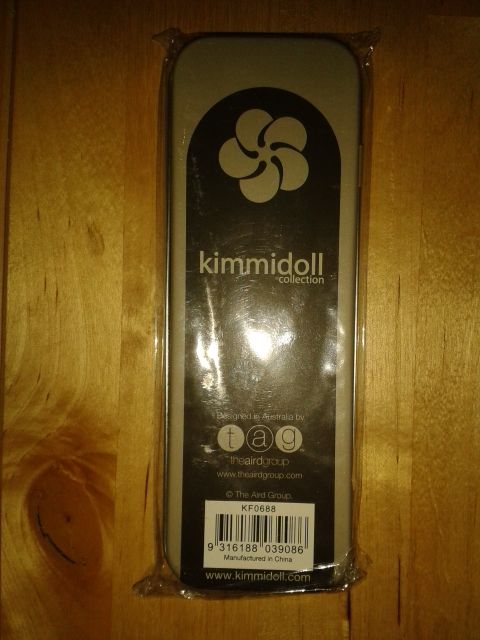 kimmidoll
collection
Designed in Australia by
tag
theairdgroup
www.theairdgroup.com
© The Aird Group.
KF0688
9 316188 039086
Manufactured in China
www.kimmidoll.com